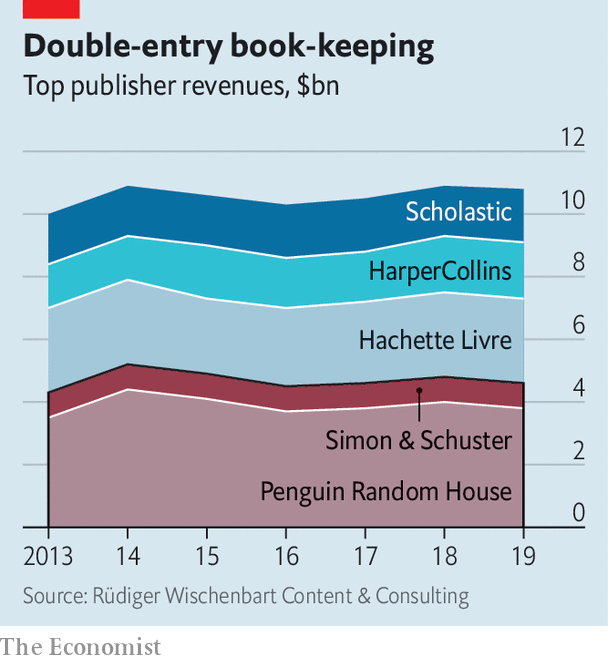 Double-entry book-keeping
Top publisher revenues, $bn
12
10
Scholastic
8
HarperCollins
6
Hachette Livre
4
Simon & Schuster
2
Penguin Random House
0
2013 14 15 16 17 18 19
Source: Rüdiger Wischenbart Content & Consulting
The Economist